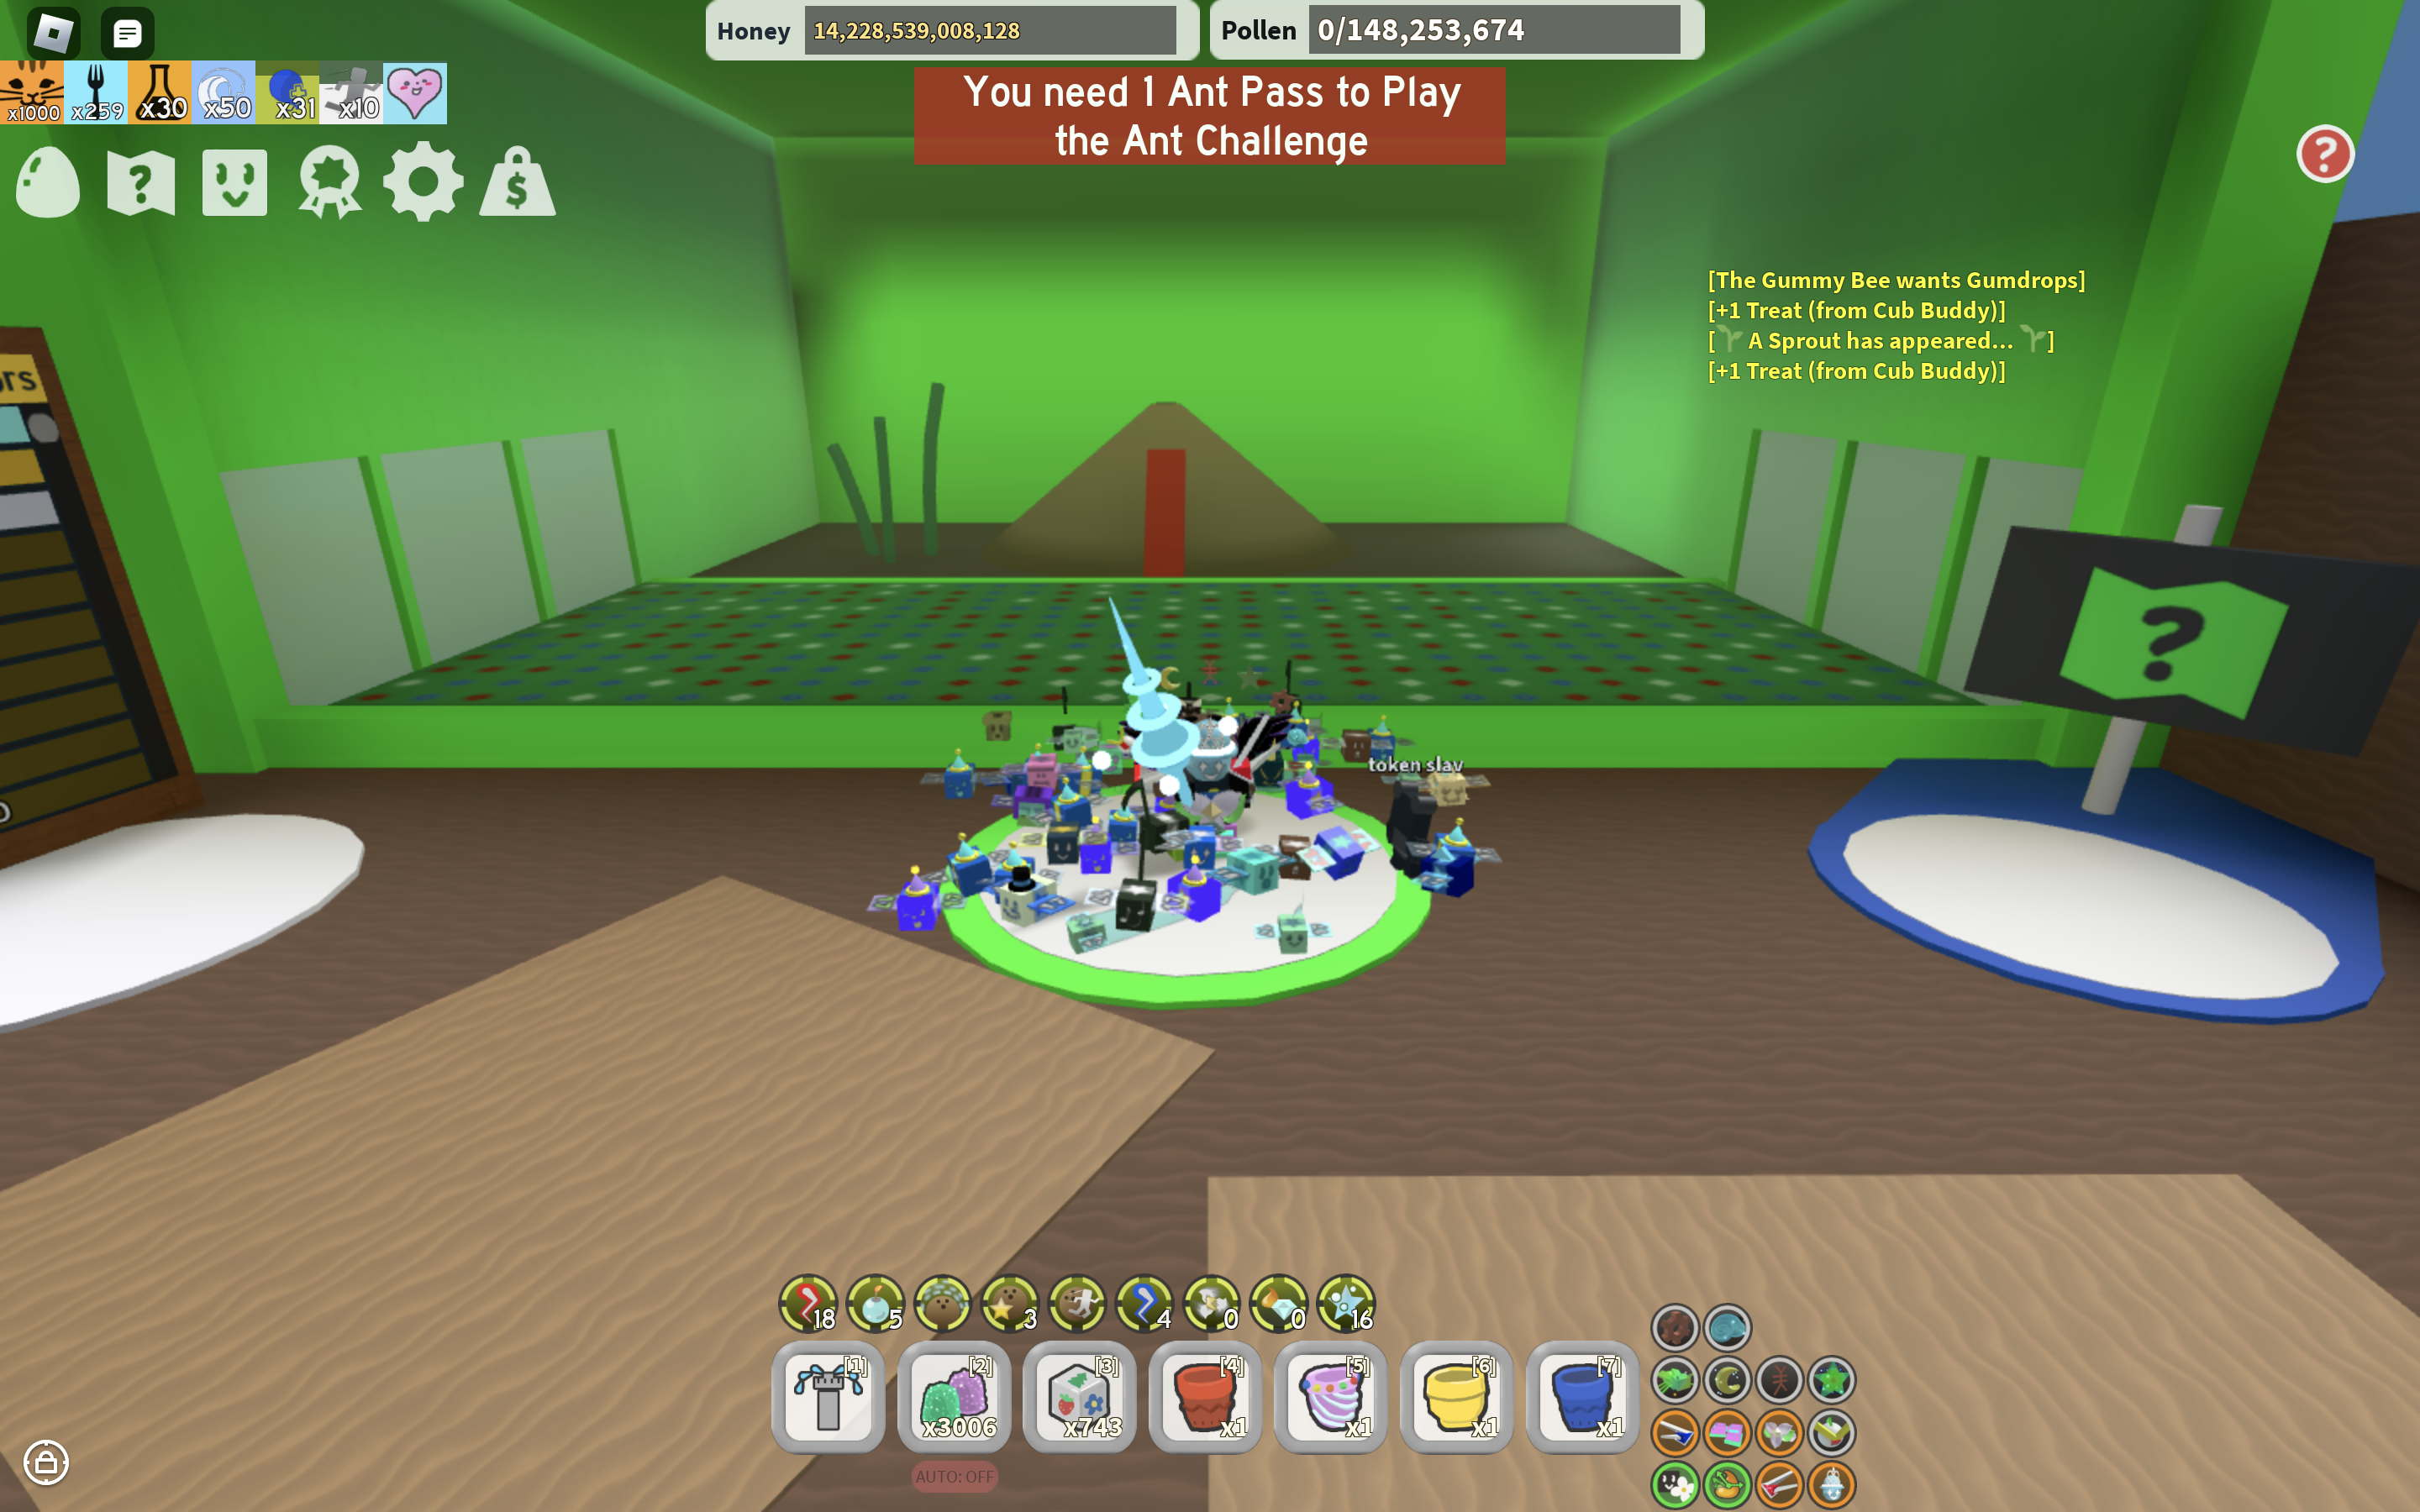 Honey 14,228,539,008,128
Pollen 0/148,253,674
You need 1 Ant Pass to Play
the Ant Challenge
x1000 x259 x30 x50 x31 x10
?
$
?
[The Gummy Bee wants Gumdrops]
[+1 Treat (from Cub Buddy)]
[A Sprout has appeared...]
[+1 Treat (from Cub Buddy)]
ors
?
token slay
18 5 3 4 0 0 16
[1] [2] [3] [4] [5] [6] [7]
x3006 x743 x1 x1 x1 x1
AUTO: OFF